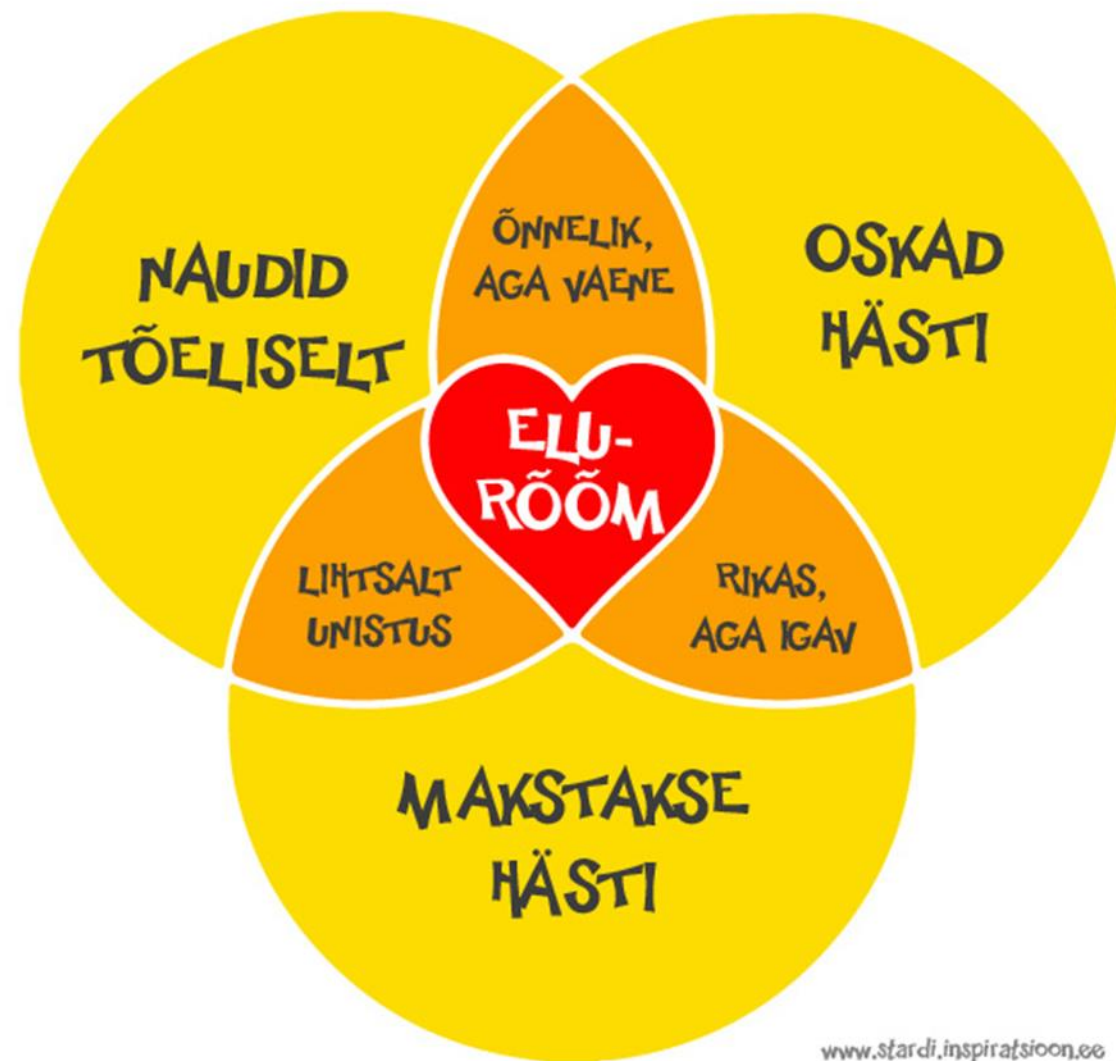 ÕNNELIK,
AGA VAENE
NAUDID
TÕELISELT
OSKAD
HÄSTI
ELU-
RÕÕM
LIHTSALT
UNISTUS
RIKAS,
AGA IGAV
MAKSTAKSE
HÄSTI
www.stardi.inspiratsioon.ee